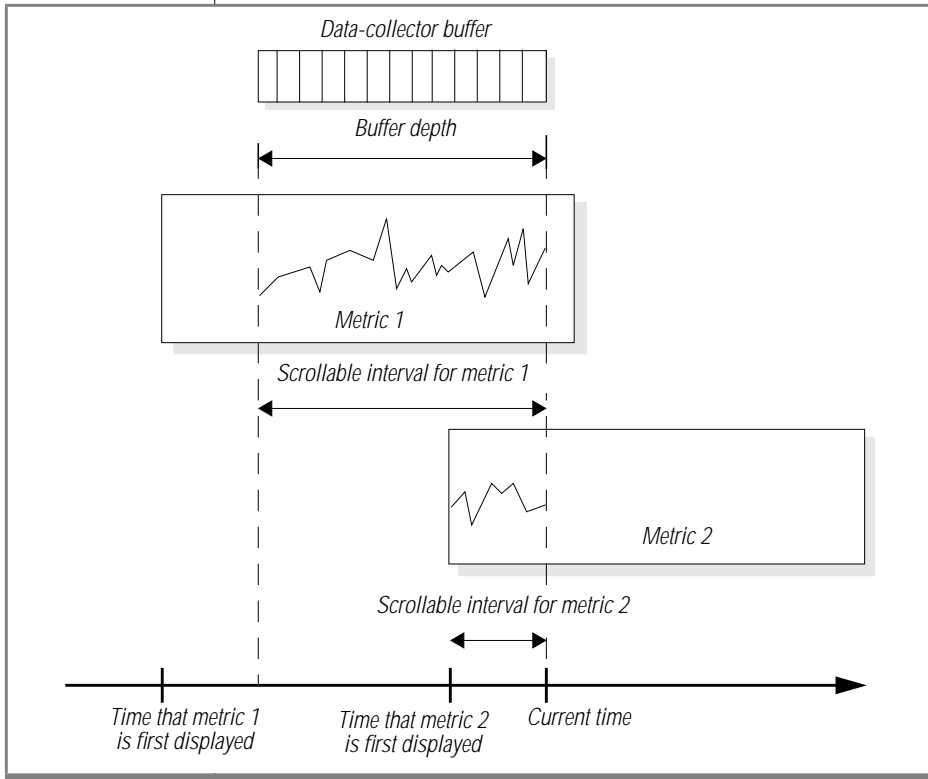 Data-collector buffer
Buffer depth
Metric 1
Scrollable interval for metric 1
Metric 2
Scrollable interval for metric 2
Time that metric 1
is first displayed
Time that metric 2
is first displayed
Current time